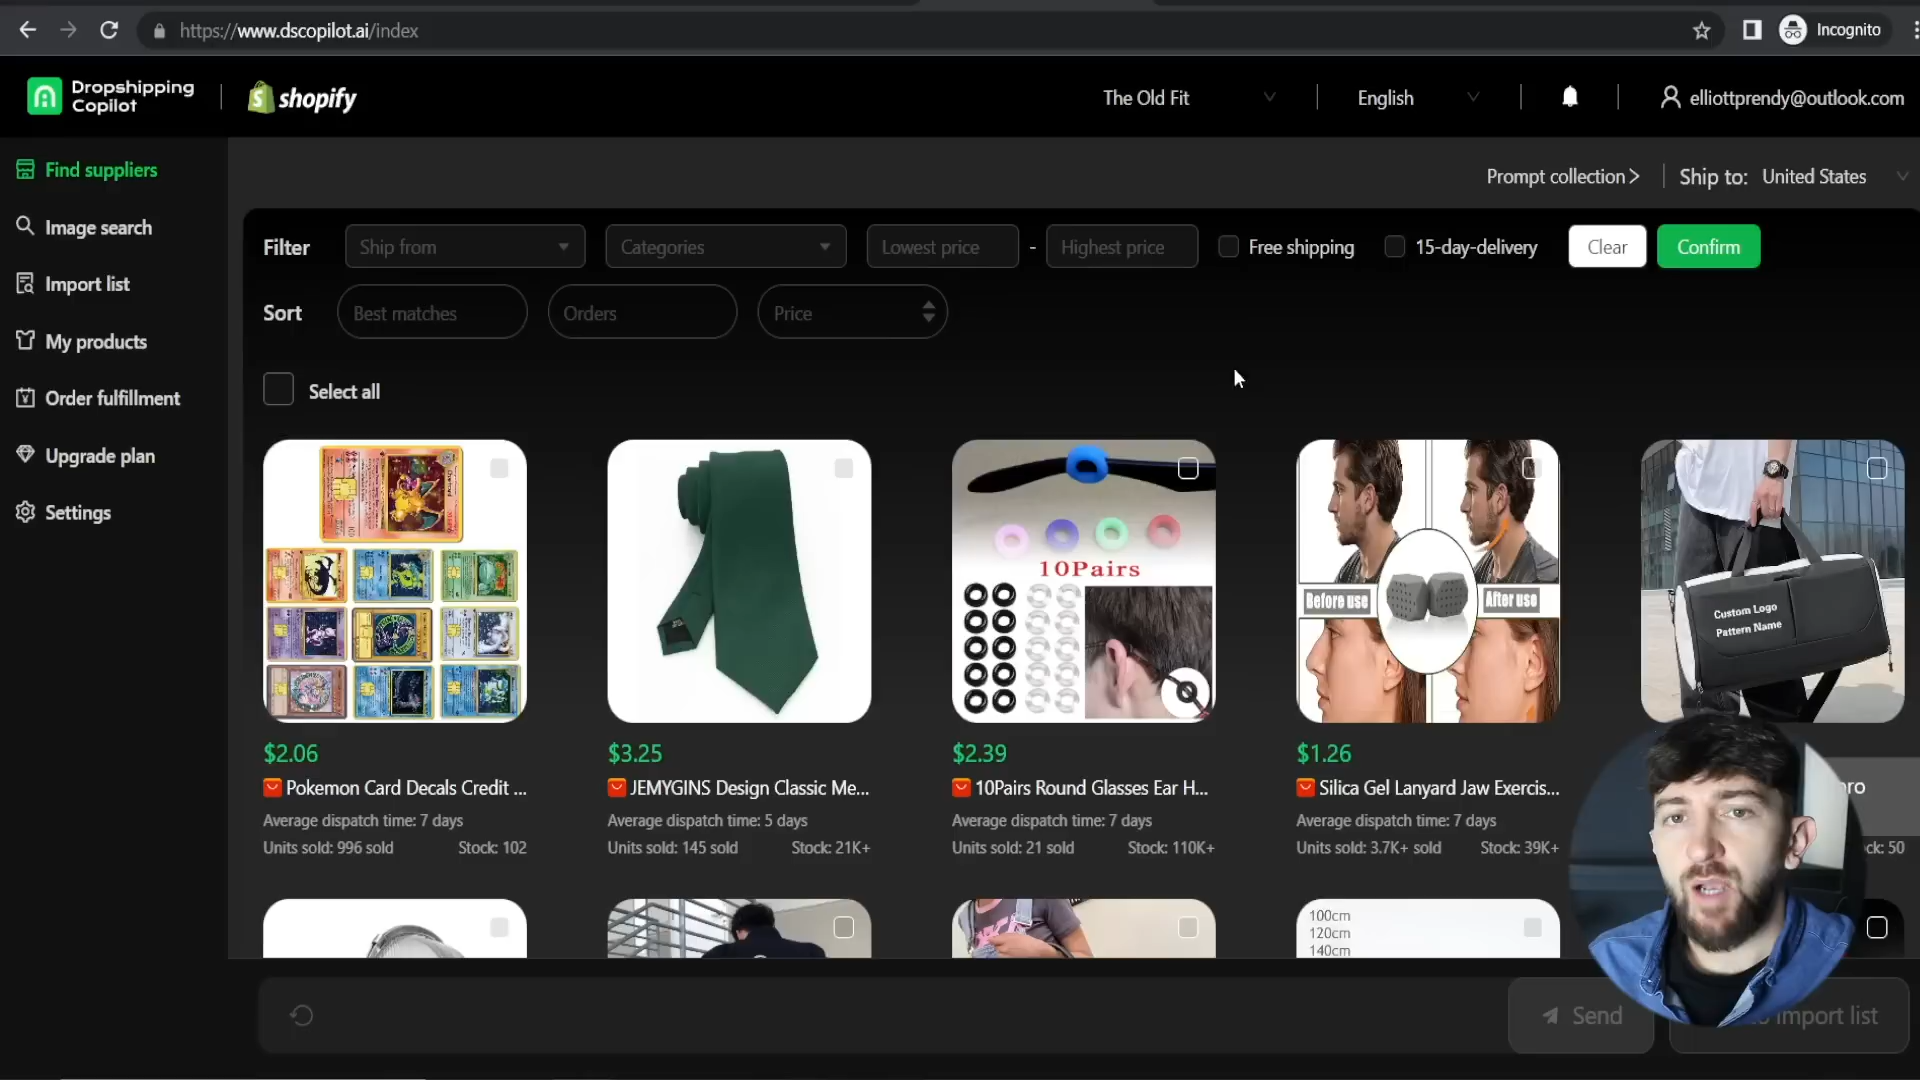 https://www.dscopilot.ai/index
Incognito
Dropshipping
Copilot
shopify
The Old Fit
English
elliottprendy@outlook.com
Find suppliers
Image search
Import list
My products
Order fulfillment
Upgrade plan
Settings
Prompt collection >
Ship to: United States
Filter
Ship from
Categories
Lowest price - Highest price
Free shipping
15-day-delivery
Clear
Confirm
Sort
Best matches
Orders
Price
Select all
10Pairs
Before use
After use
Custom Logo
Pattern Name
$2.06
$3.25
$2.39
$1.26
Pokemon Card Decals Credit ...
JEMYGINS Design Classic Me...
10Pairs Round Glasses Ear H...
Silica Gel Lanyard Jaw Exercis...
Average dispatch time: 7 days
Average dispatch time: 5 days
Average dispatch time: 7 days
Average dispatch time: 7 days
Units sold: 996 sold
Stock: 102
Units sold: 145 sold
Stock: 21K+
Units sold: 21 sold
Stock: 110K+
Units sold: 3.7K+ sold
Stock: 39K+
50
100cm
120cm
140cm
Send
import list